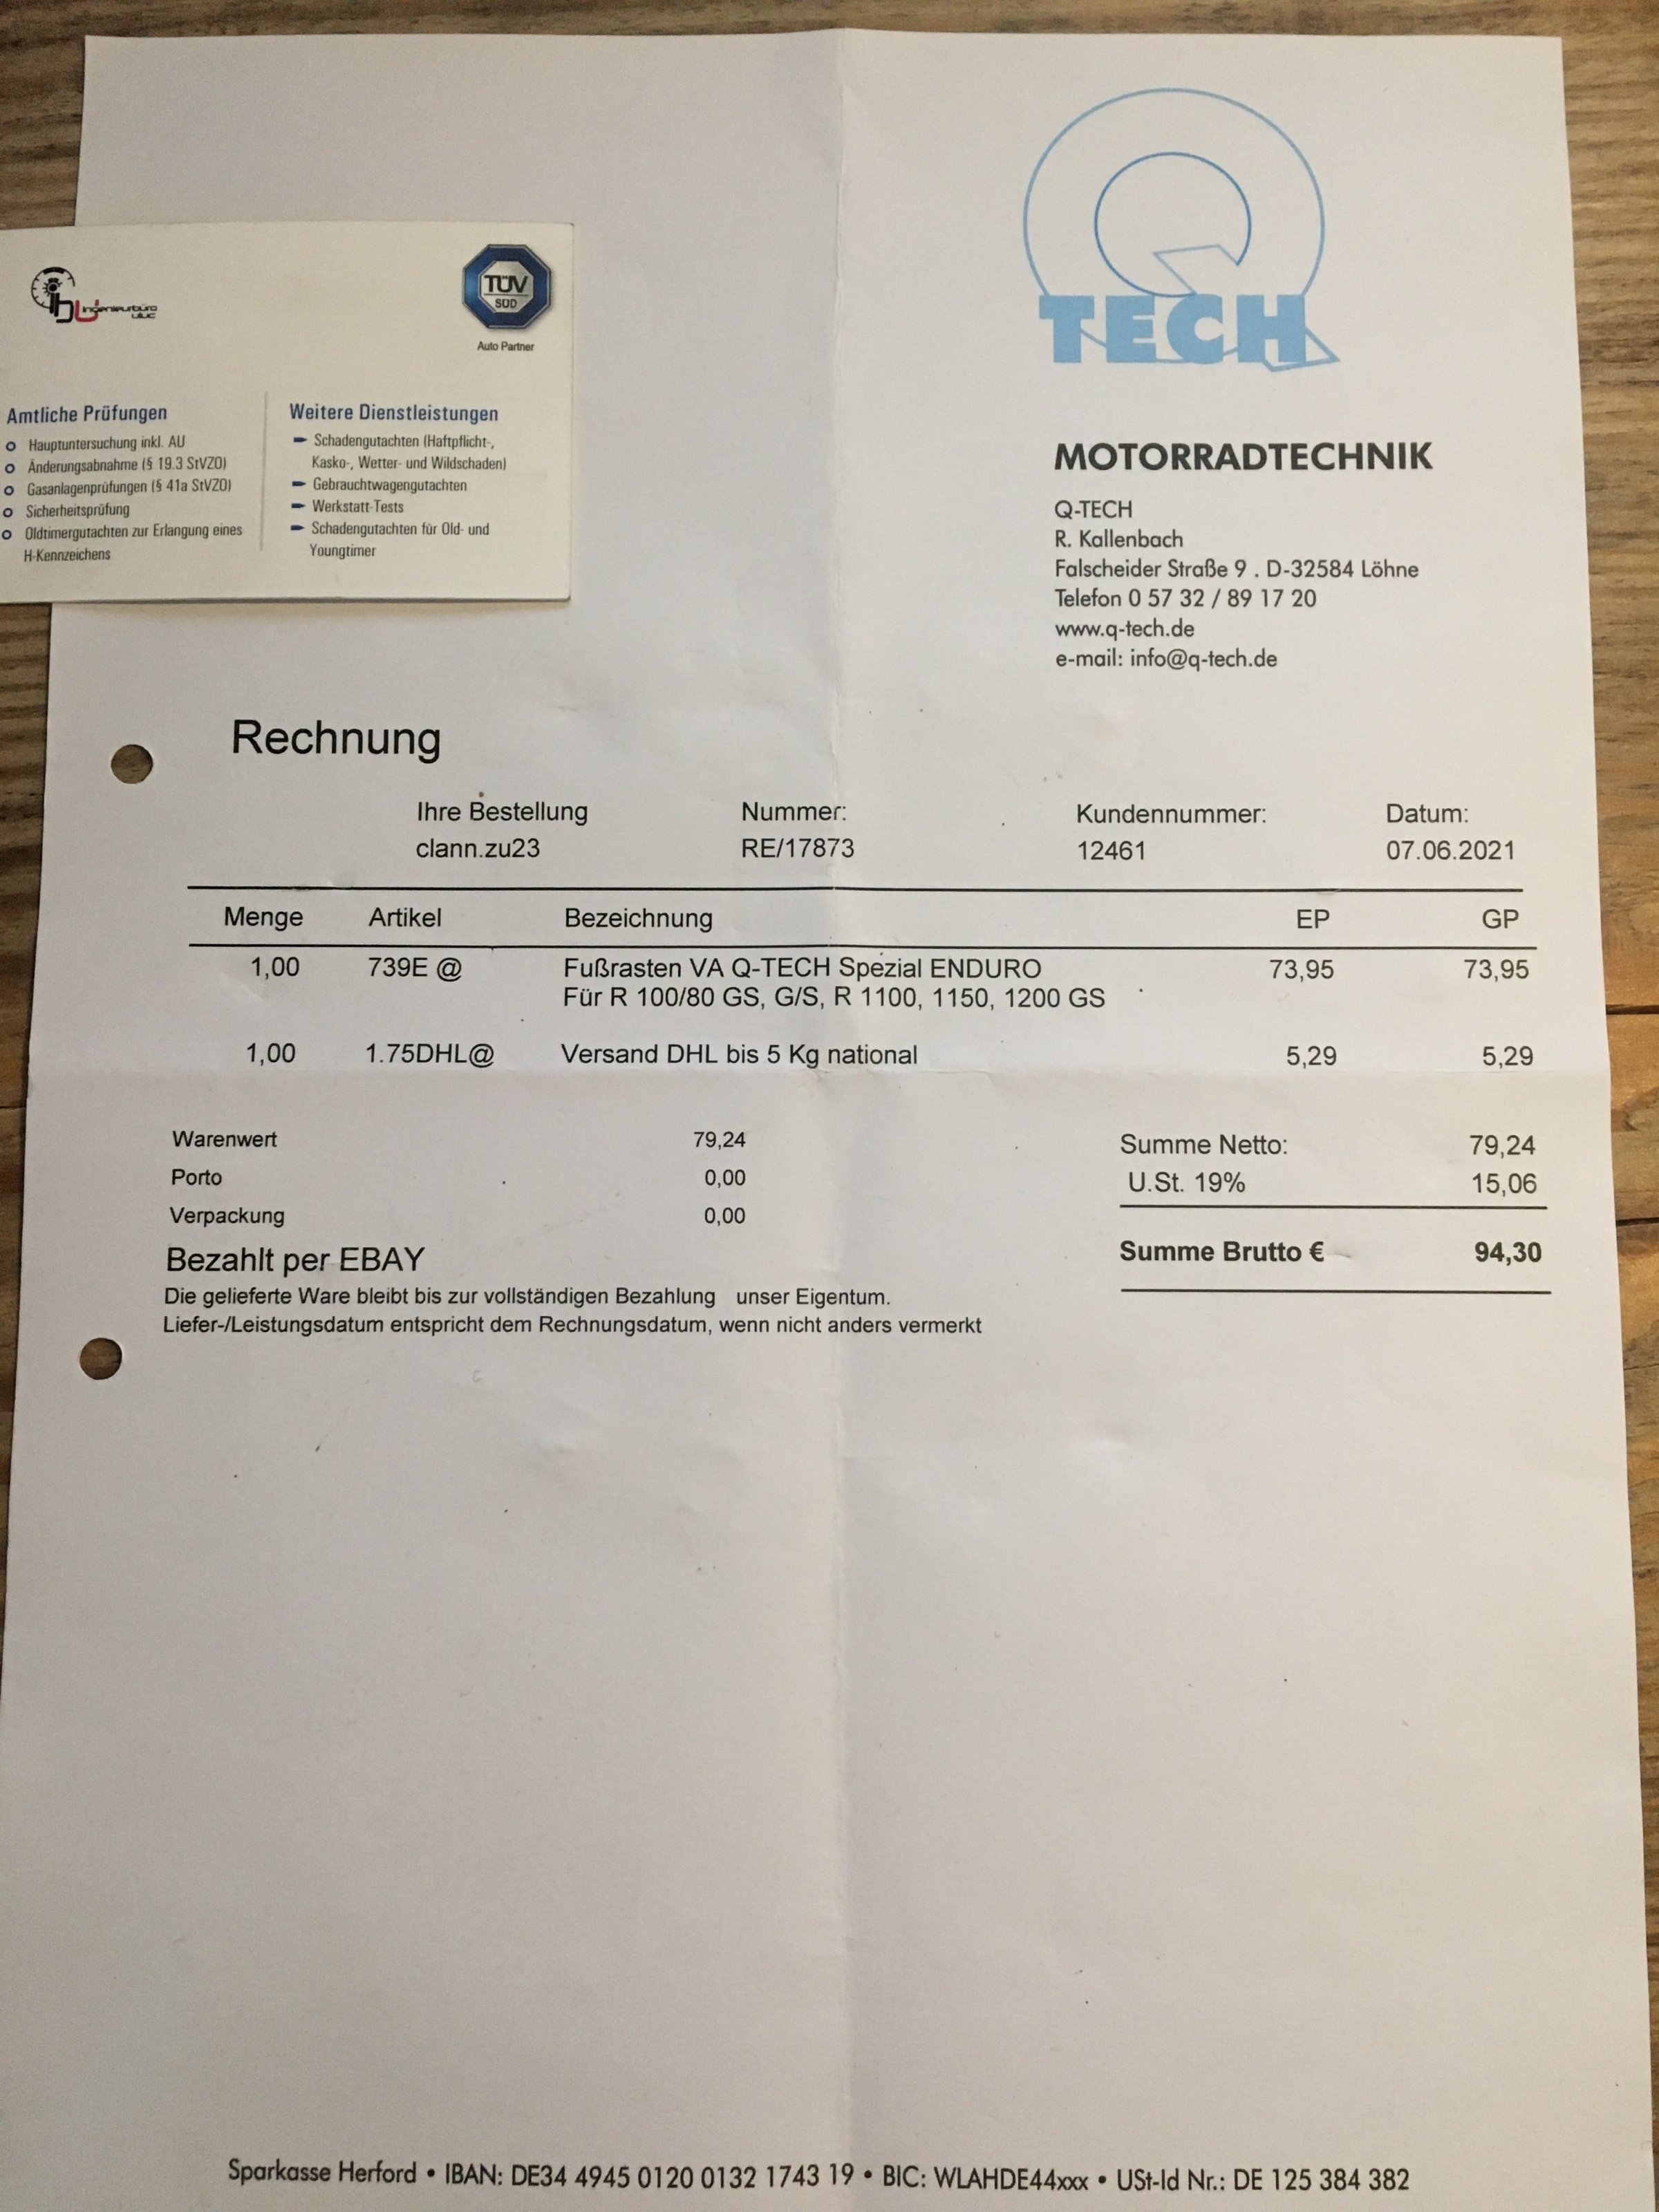 Q
TECH
MOTORRADTECHNIK
Q-TECH
R. Kallenbach
Falscheider Straße 9 . D-32584 Löhne
Telefon 0 57 32 / 89 17 20
www.q-tech.de
e-mail: info@q-tech.de
ingenieurbüro
TÜV
SÜD
Auto Partner
Amtliche Prüfungen
Hauptuntersuchung inkl. AU
Änderungsabnahme (§ 19.3 StVZO)
Gasanlagenprüfungen (§ 41a StVZO)
Sicherheitsprüfung
Oldtimergutachten zur Erlangung eines
H-Kennzeichens
Weitere Dienstleistungen
Schadengutachten (Haftpflicht-,
Kasko-, Wetter- und Wildschaden)
Gebrauchtwagengutachten
Werkstatt-Tests
Schadengutachten für Old- und
Youngtimer
Rechnung
Ihre Bestellung Nummer: Kundennummer: Datum:
clann.zu23 RE/17873 12461 07.06.2021
Menge Artikel Bezeichnung EP GP
1,00 739E @ Fußrasten VA Q-TECH Spezial ENDURO 73,95 73,95
Für R 100/80 GS, G/S, R 1100, 1150, 1200 GS
1,00 1.75DHL@ Versand DHL bis 5 Kg national 5,29 5,29
Warenwert 79,24
Porto 0,00
Verpackung 0,00
Summe Netto: 79,24
U.St. 19% 15,06
Summe Brutto € 94,30
Bezahlt per EBAY
Die gelieferte Ware bleibt bis zur vollständigen Bezahlung unser Eigentum.
Liefer-/Leistungsdatum entspricht dem Rechnungsdatum, wenn nicht anders vermerkt
Sparkasse Herford • IBAN: DE34 4945 0120 0132 1743 19 • BIC: WLAHDE44xxx • USt-Id Nr.: DE 125 384 382